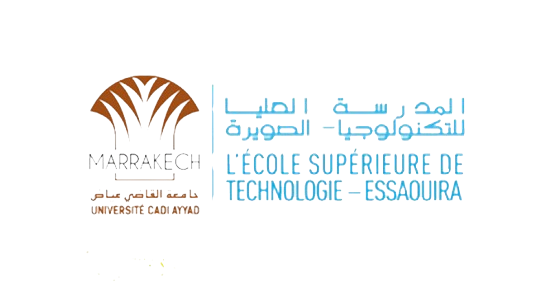 MARRAKECH
جامعة القاضي عياض
UNIVERSITÉ CADI AYYAD
المدرسة العليا
للتكنولوجيا - الصويرة
L'ÉCOLE SUPÉRIEURE DE
TECHNOLOGIE – ESSAOUIRA